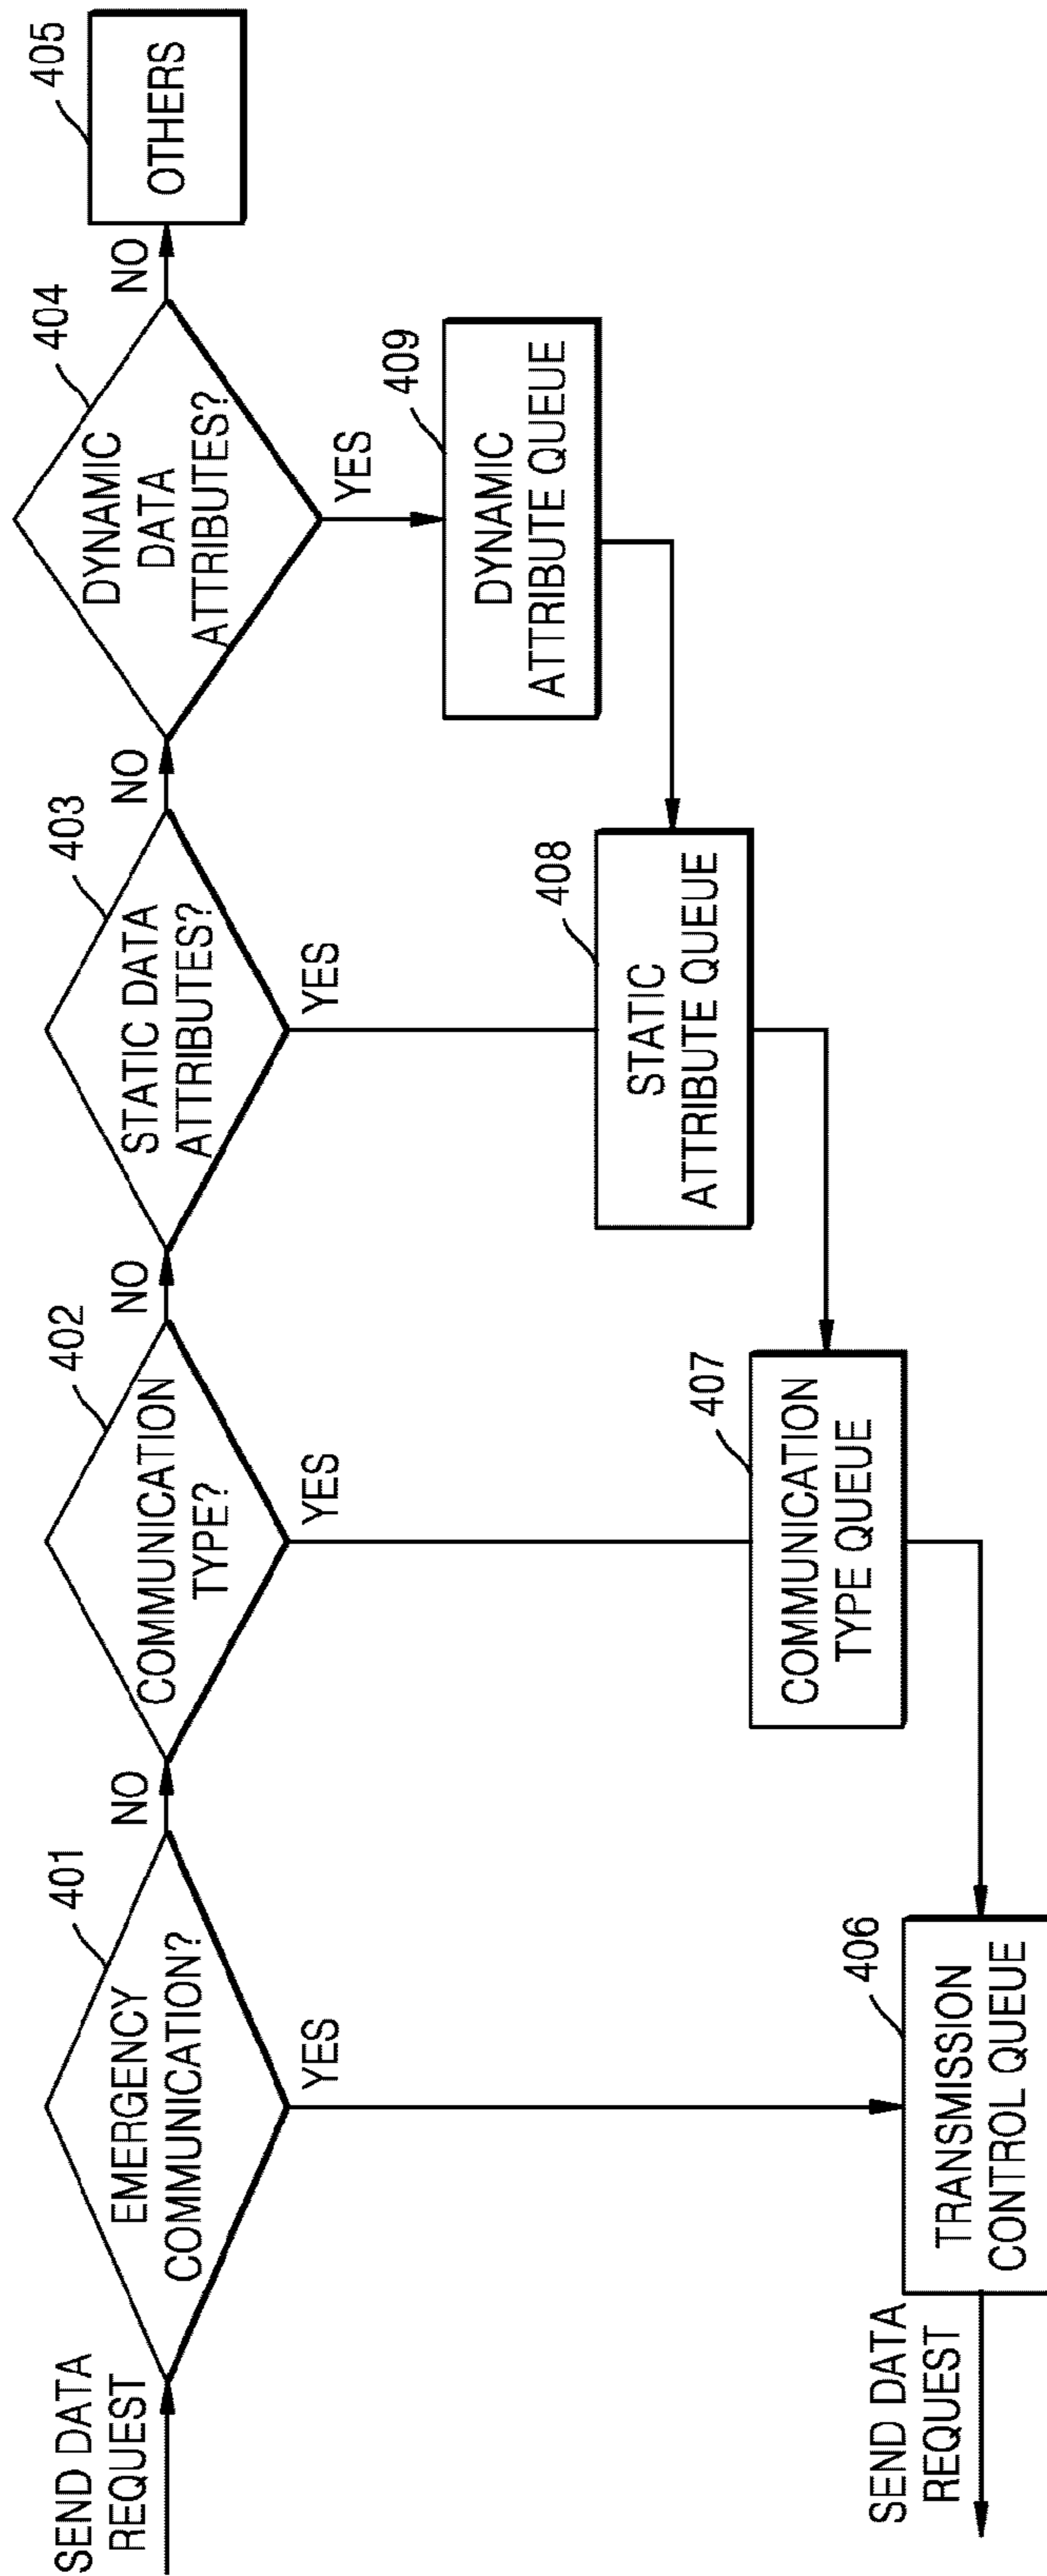 SEND DATA
REQUEST
401
EMERGENCY
COMMUNICATION?
NO
YES
402
COMMUNICATION
TYPE?
NO
YES
403
STATIC DATA
ATTRIBUTES?
NO
YES
404
DYNAMIC
DATA
ATTRIBUTES?
NO
YES
405
OTHERS
409
DYNAMIC
ATTRIBUTE QUEUE
408
STATIC
ATTRIBUTE QUEUE
407
COMMUNICATION
TYPE QUEUE
406
TRANSMISSION
CONTROL QUEUE
SEND DATA
REQUEST